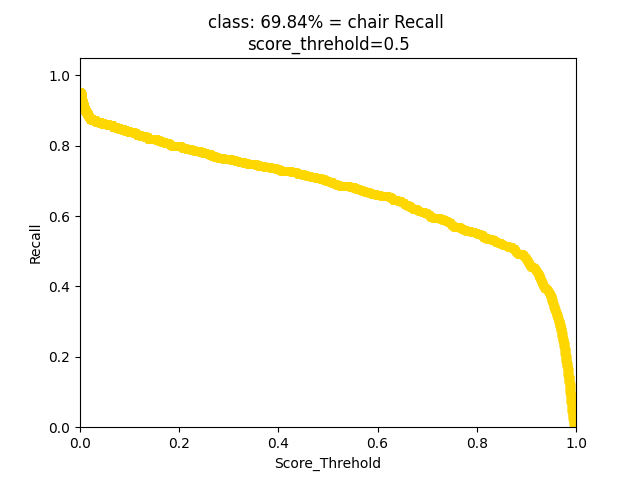 class: 69.84% = chair Recall
score_threhold=0.5
1.0
0.8
0.6
0.4
0.2
0.0
Recall
0.0 0.2 0.4 0.6 0.8 1.0
Score_Threhold